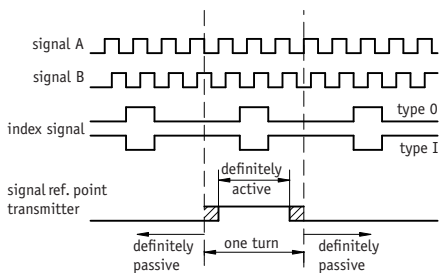 signal A
signal B
type 0
index signal
type I
definitely
active
signal ref. point
transmitter
definitely
passive
one turn
definitely
passive